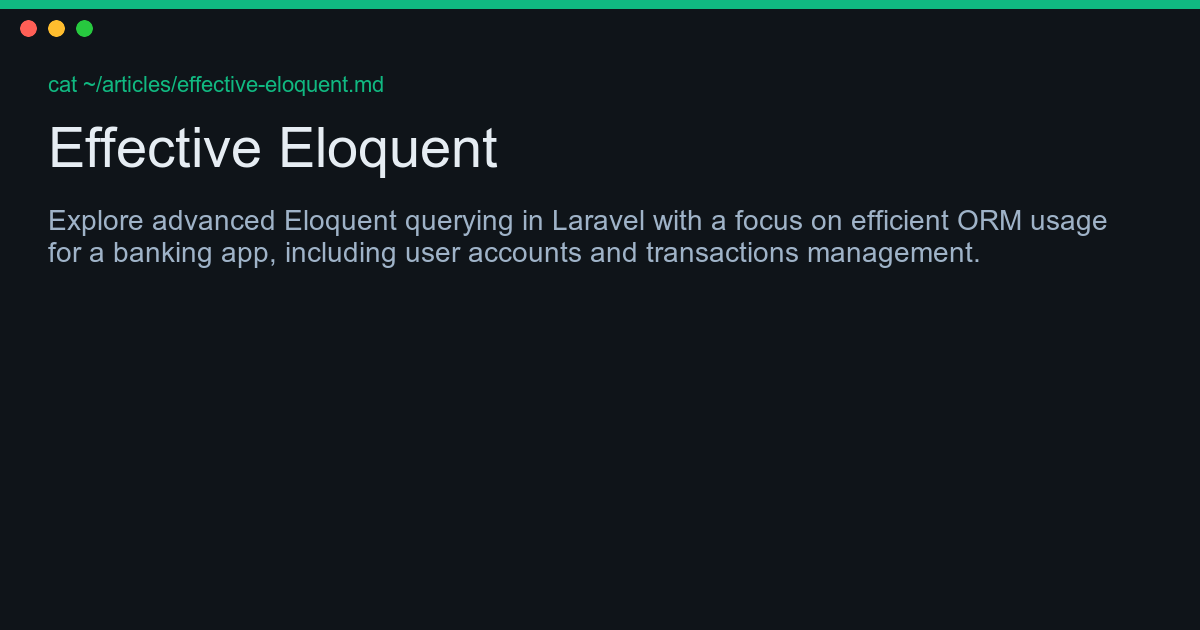 cat ~/articles/effective-eloquent.md
Effective Eloquent
Explore advanced Eloquent querying in Laravel with a focus on efficient ORM usage
for a banking app, including user accounts and transactions management.